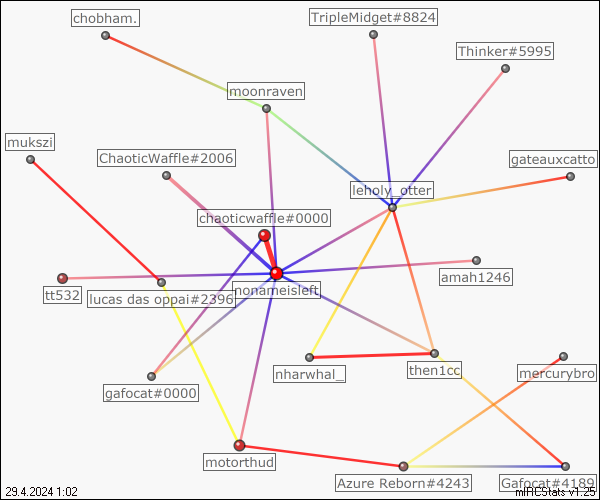 chobham.
TripleMidget#8824
Thinker#5995
moonraven
mukszi
ChaoticWaffle#2006
gateauxcatto
leholy_otter
chaoticwaffle#0000
amah1246
nonameisleft
tt532
lucas das oppai#2396
nharwhal_
then1cc
mercurybro
gafocat#0000
motorthud
Azure Reborn#4243
Gafocat#4189
29.4.2024 1:02
mIRCStats v1.25